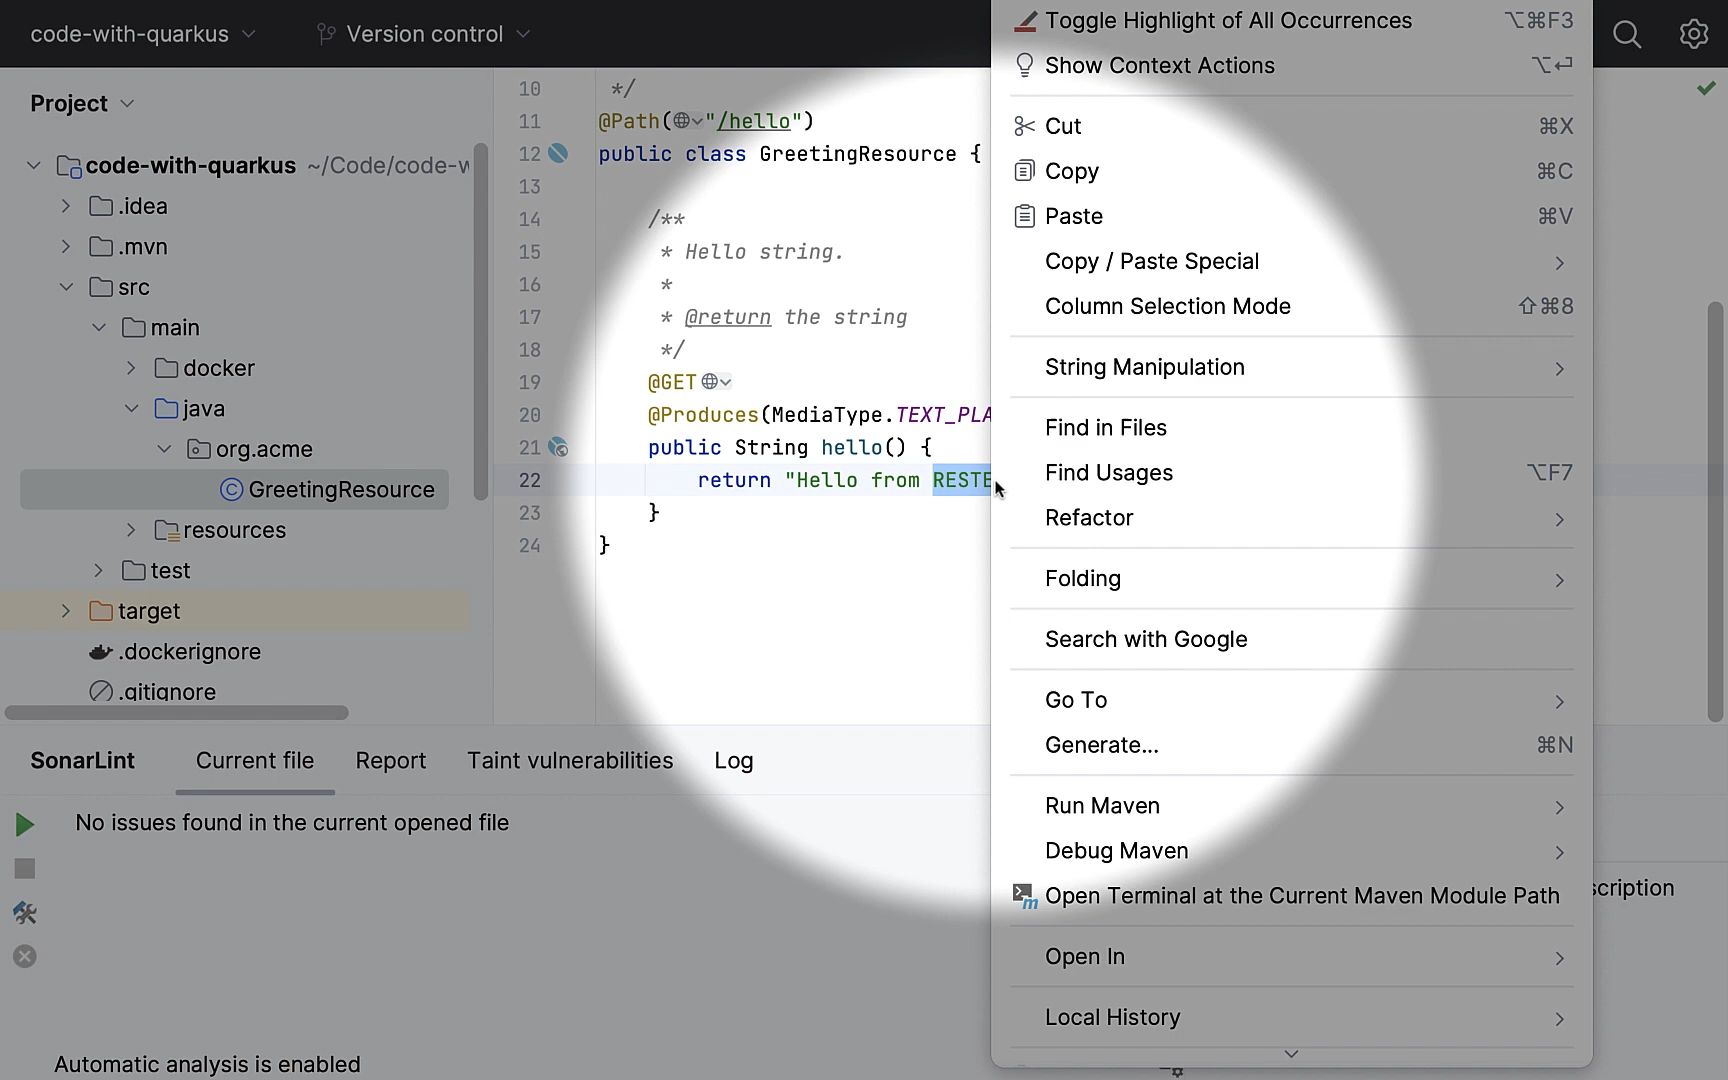 code-with-quarkus
Version control
Project
code-with-quarkus ~/Code/code-w
.idea
.mvn
src
main
docker
java
org.acme
GreetingResource
resources
test
target
.dockerignore
.gitignore
10 */
11 @Path("/hello")
12 public class GreetingResource {
13
14 /**
15 * Hello string.
16 *
17 * @return the string
18 */
19 @GET
20 @Produces(MediaType.TEXT_PLA
21 public String hello() {
22 return "Hello from RESTE
23 }
24 }
Toggle Highlight of All Occurrences ⌥⌘F3
Show Context Actions ⌥↩
Cut ⌘X
Copy ⌘C
Paste ⌘V
Copy / Paste Special
Column Selection Mode ⇧⌘8
String Manipulation
Find in Files
Find Usages ⌥F7
Refactor
Folding
Search with Google
Go To
Generate... ⌘N
Run Maven
Debug Maven
Open Terminal at the Current Maven Module Path
Open In
Local History
SonarLint Current file Report Taint vulnerabilities Log
No issues found in the current opened file
scription
Automatic analysis is enabled